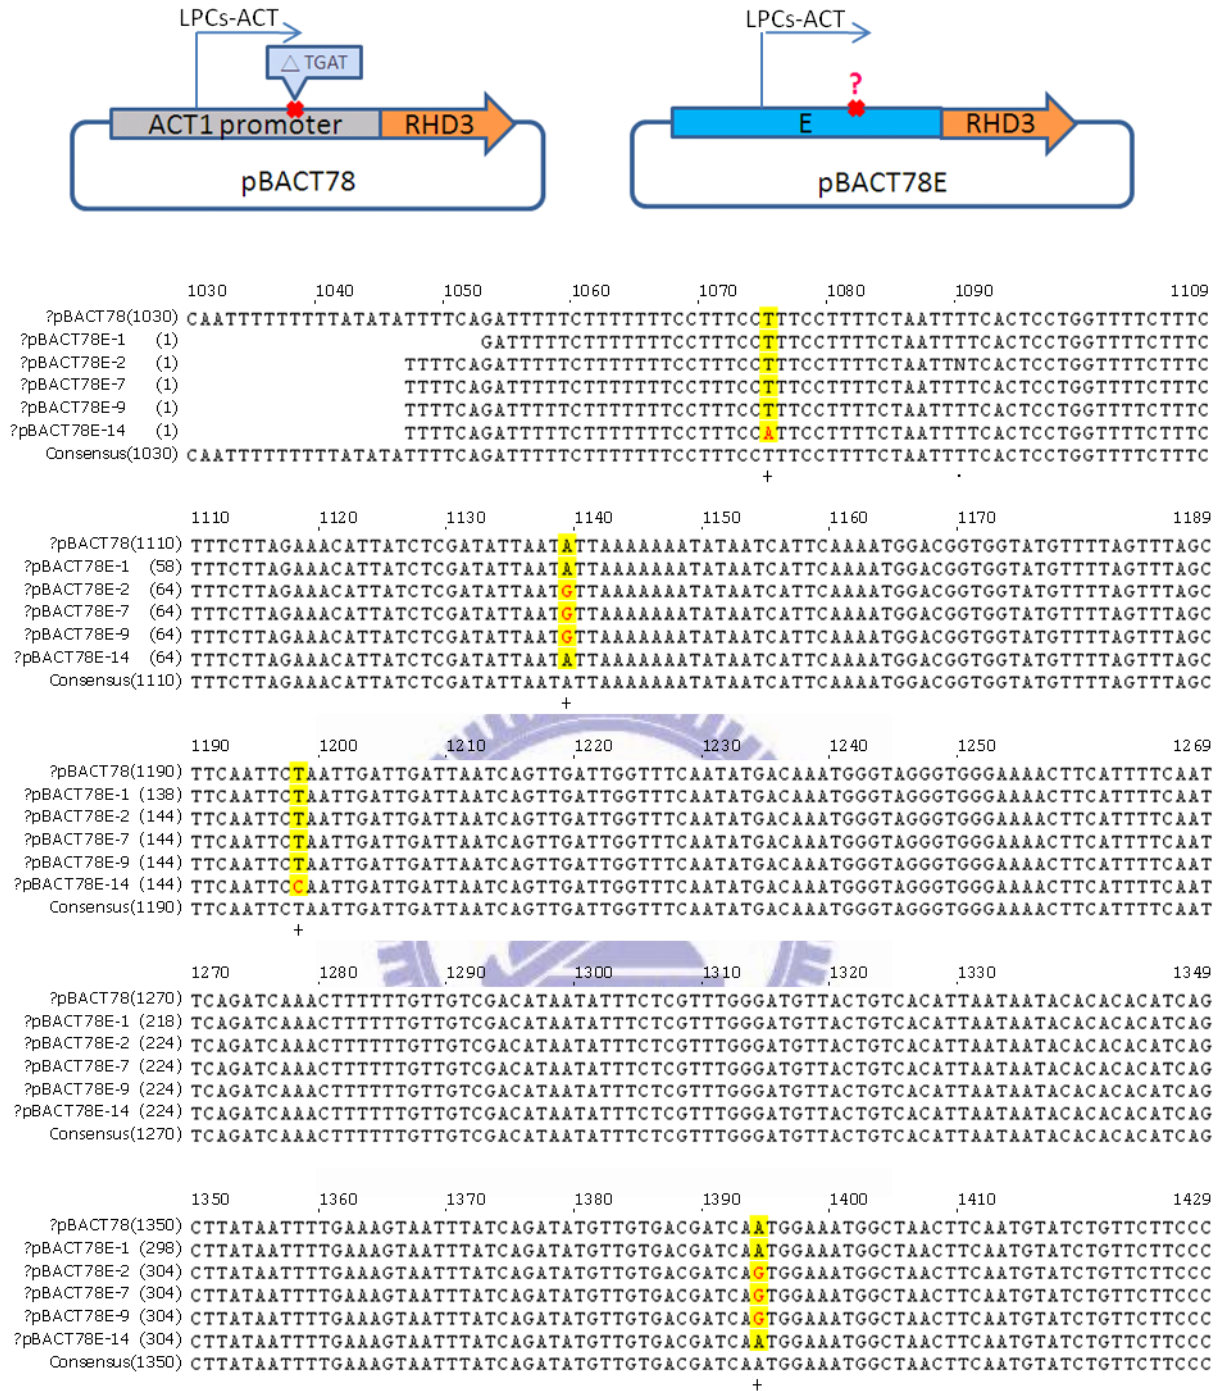 LPCs-ACT
LPCs-ACT
△ TGAT
?
ACT1 promoter
RHD3
E
RHD3
pBACT78
pBACT78E
1030 1040 1050 1060 1070 1080 1090 1109
?pBACT78(1030) CAATTTTTTTTTTATATATTTTCAGATTTTTCTTTTTTTCCTTTCCTTTCCTTTTCTAATTTTCACTCCTGGTTTTCTTTC
?pBACT78E-1 (1) GATTTTTCTTTTTTTCCTTTCCTTTCCTTTTCTAATTTTCACTCCTGGTTTTCTTTC
?pBACT78E-2 (1) TTTTCAGATTTTTCTTTTTTTCCTTTCCTTTCCTTTTCTAATTNTCACTCCTGGTTTTCTTTC
?pBACT78E-7 (1) TTTTCAGATTTTTCTTTTTTTCCTTTCCTTTCCTTTTCTAATTTTCACTCCTGGTTTTCTTTC
?pBACT78E-9 (1) TTTTCAGATTTTTCTTTTTTTCCTTTCCTTTCCTTTTCTAATTTTCACTCCTGGTTTTCTTTC
?pBACT78E-14 (1) TTTTCAGATTTTTCTTTTTTTCCTTTCCATTCCTTTTCTAATTTTCACTCCTGGTTTTCTTTC
Consensus(1030) CAATTTTTTTTTTATATATTTTCAGATTTTTCTTTTTTTCCTTTCCTTTCCTTTTCTAATTTTCACTCCTGGTTTTCTTTC
+ .
1110 1120 1130 1140 1150 1160 1170 1189
?pBACT78(1110) TTTCTTAGAAACATTATCTCGATATTAATATTAAAAAAATATAATCATTCAAAATGGACGGTGGTATGTTTTAGTTTAGC
?pBACT78E-1 (58) TTTCTTAGAAACATTATCTCGATATTAATATTAAAAAAATATAATCATTCAAAATGGACGGTGGTATGTTTTAGTTTAGC
?pBACT78E-2 (64) TTTCTTAGAAACATTATCTCGATATTAATGTTAAAAAAATATAATCATTCAAAATGGACGGTGGTATGTTTTAGTTTAGC
?pBACT78E-7 (64) TTTCTTAGAAACATTATCTCGATATTAATGTTAAAAAAATATAATCATTCAAAATGGACGGTGGTATGTTTTAGTTTAGC
?pBACT78E-9 (64) TTTCTTAGAAACATTATCTCGATATTAATGTTAAAAAAATATAATCATTCAAAATGGACGGTGGTATGTTTTAGTTTAGC
?pBACT78E-14 (64) TTTCTTAGAAACATTATCTCGATATTAATATTAAAAAAATATAATCATTCAAAATGGACGGTGGTATGTTTTAGTTTAGC
Consensus(1110) TTTCTTAGAAACATTATCTCGATATTAATATTAAAAAAATATAATCATTCAAAATGGACGGTGGTATGTTTTAGTTTAGC
+
1190 1200 1210 1220 1230 1240 1250 1269
?pBACT78(1190) TTCAATTCTAATTGATTGATTAATCAGTTGATTGGTTTCAATATGACAAATGGGTAGGGTGGGAAAACTTCATTTTCAAT
?pBACT78E-1 (138) TTCAATTCTAATTGATTGATTAATCAGTTGATTGGTTTCAATATGACAAATGGGTAGGGTGGGAAAACTTCATTTTCAAT
?pBACT78E-2 (144) TTCAATTCTAATTGATTGATTAATCAGTTGATTGGTTTCAATATGACAAATGGGTAGGGTGGGAAAACTTCATTTTCAAT
?pBACT78E-7 (144) TTCAATTCTAATTGATTGATTAATCAGTTGATTGGTTTCAATATGACAAATGGGTAGGGTGGGAAAACTTCATTTTCAAT
?pBACT78E-9 (144) TTCAATTCTAATTGATTGATTAATCAGTTGATTGGTTTCAATATGACAAATGGGTAGGGTGGGAAAACTTCATTTTCAAT
?pBACT78E-14 (144) TTCAATTCCAATTGATTGATTAATCAGTTGATTGGTTTCAATATGACAAATGGGTAGGGTGGGAAAACTTCATTTTCAAT
Consensus(1190) TTCAATTCTAATTGATTGATTAATCAGTTGATTGGTTTCAATATGACAAATGGGTAGGGTGGGAAAACTTCATTTTCAAT
+
1270 1280 1290 1300 1310 1320 1330 1349
?pBACT78(1270) TCAGATCAAACTTTTTTGTTGTCGACATAATATTTCTCGTTTGGGATGTTACTGTCACATTAATAATACACACACATCAG
?pBACT78E-1 (218) TCAGATCAAACTTTTTTGTTGTCGACATAATATTTCTCGTTTGGGATGTTACTGTCACATTAATAATACACACACATCAG
?pBACT78E-2 (224) TCAGATCAAACTTTTTTGTTGTCGACATAATATTTCTCGTTTGGGATGTTACTGTCACATTAATAATACACACACATCAG
?pBACT78E-7 (224) TCAGATCAAACTTTTTTGTTGTCGACATAATATTTCTCGTTTGGGATGTTACTGTCACATTAATAATACACACACATCAG
?pBACT78E-9 (224) TCAGATCAAACTTTTTTGTTGTCGACATAATATTTCTCGTTTGGGATGTTACTGTCACATTAATAATACACACACATCAG
?pBACT78E-14 (224) TCAGATCAAACTTTTTTGTTGTCGACATAATATTTCTCGTTTGGGATGTTACTGTCACATTAATAATACACACACATCAG
Consensus(1270) TCAGATCAAACTTTTTTGTTGTCGACATAATATTTCTCGTTTGGGATGTTACTGTCACATTAATAATACACACACATCAG
1350 1360 1370 1380 1390 1400 1410 1429
?pBACT78(1350) CTTATAATTTTGAAAGTAATTTATCAGATATGTTGTGACGATCAATGGAAATGGCTAACTTCAATGTATCTGTTCTTCCC
?pBACT78E-1 (298) CTTATAATTTTGAAAGTAATTTATCAGATATGTTGTGACGATCAATGGAAATGGCTAACTTCAATGTATCTGTTCTTCCC
?pBACT78E-2 (304) CTTATAATTTTGAAAGTAATTTATCAGATATGTTGTGACGATCAGTGGAAATGGCTAACTTCAATGTATCTGTTCTTCCC
?pBACT78E-7 (304) CTTATAATTTTGAAAGTAATTTATCAGATATGTTGTGACGATCAGTGGAAATGGCTAACTTCAATGTATCTGTTCTTCCC
?pBACT78E-9 (304) CTTATAATTTTGAAAGTAATTTATCAGATATGTTGTGACGATCAGTGGAAATGGCTAACTTCAATGTATCTGTTCTTCCC
?pBACT78E-14 (304) CTTATAATTTTGAAAGTAATTTATCAGATATGTTGTGACGATCAATGGAAATGGCTAACTTCAATGTATCTGTTCTTCCC
Consensus(1350) CTTATAATTTTGAAAGTAATTTATCAGATATGTTGTGACGATCAATGGAAATGGCTAACTTCAATGTATCTGTTCTTCCC
+